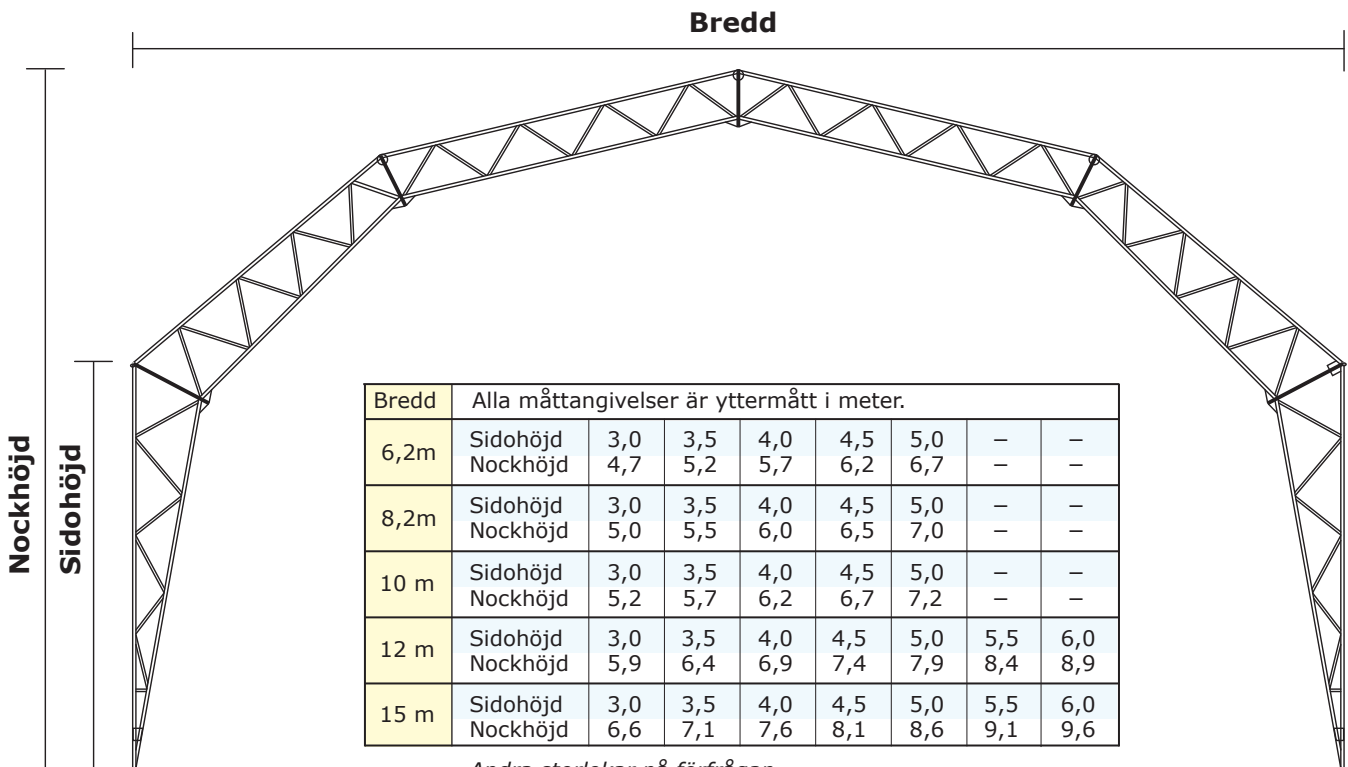 Bredd
Nockhöjd
Sidohöjd
Bredd Alla måttangivelser är yttermått i meter.
6,2m Sidohöjd 3,0 3,5 4,0 4,5 5,0 – –
Nockhöjd 4,7 5,2 5,7 6,2 6,7 – –
8,2m Sidohöjd 3,0 3,5 4,0 4,5 5,0 – –
Nockhöjd 5,0 5,5 6,0 6,5 7,0 – –
10 m Sidohöjd 3,0 3,5 4,0 4,5 5,0 – –
Nockhöjd 5,2 5,7 6,2 6,7 7,2 – –
12 m Sidohöjd 3,0 3,5 4,0 4,5 5,0 5,5 6,0
Nockhöjd 5,9 6,4 6,9 7,4 7,9 8,4 8,9
15 m Sidohöjd 3,0 3,5 4,0 4,5 5,0 5,5 6,0
Nockhöjd 6,6 7,1 7,6 8,1 8,6 9,1 9,6
Andra storlekar på förfrågan